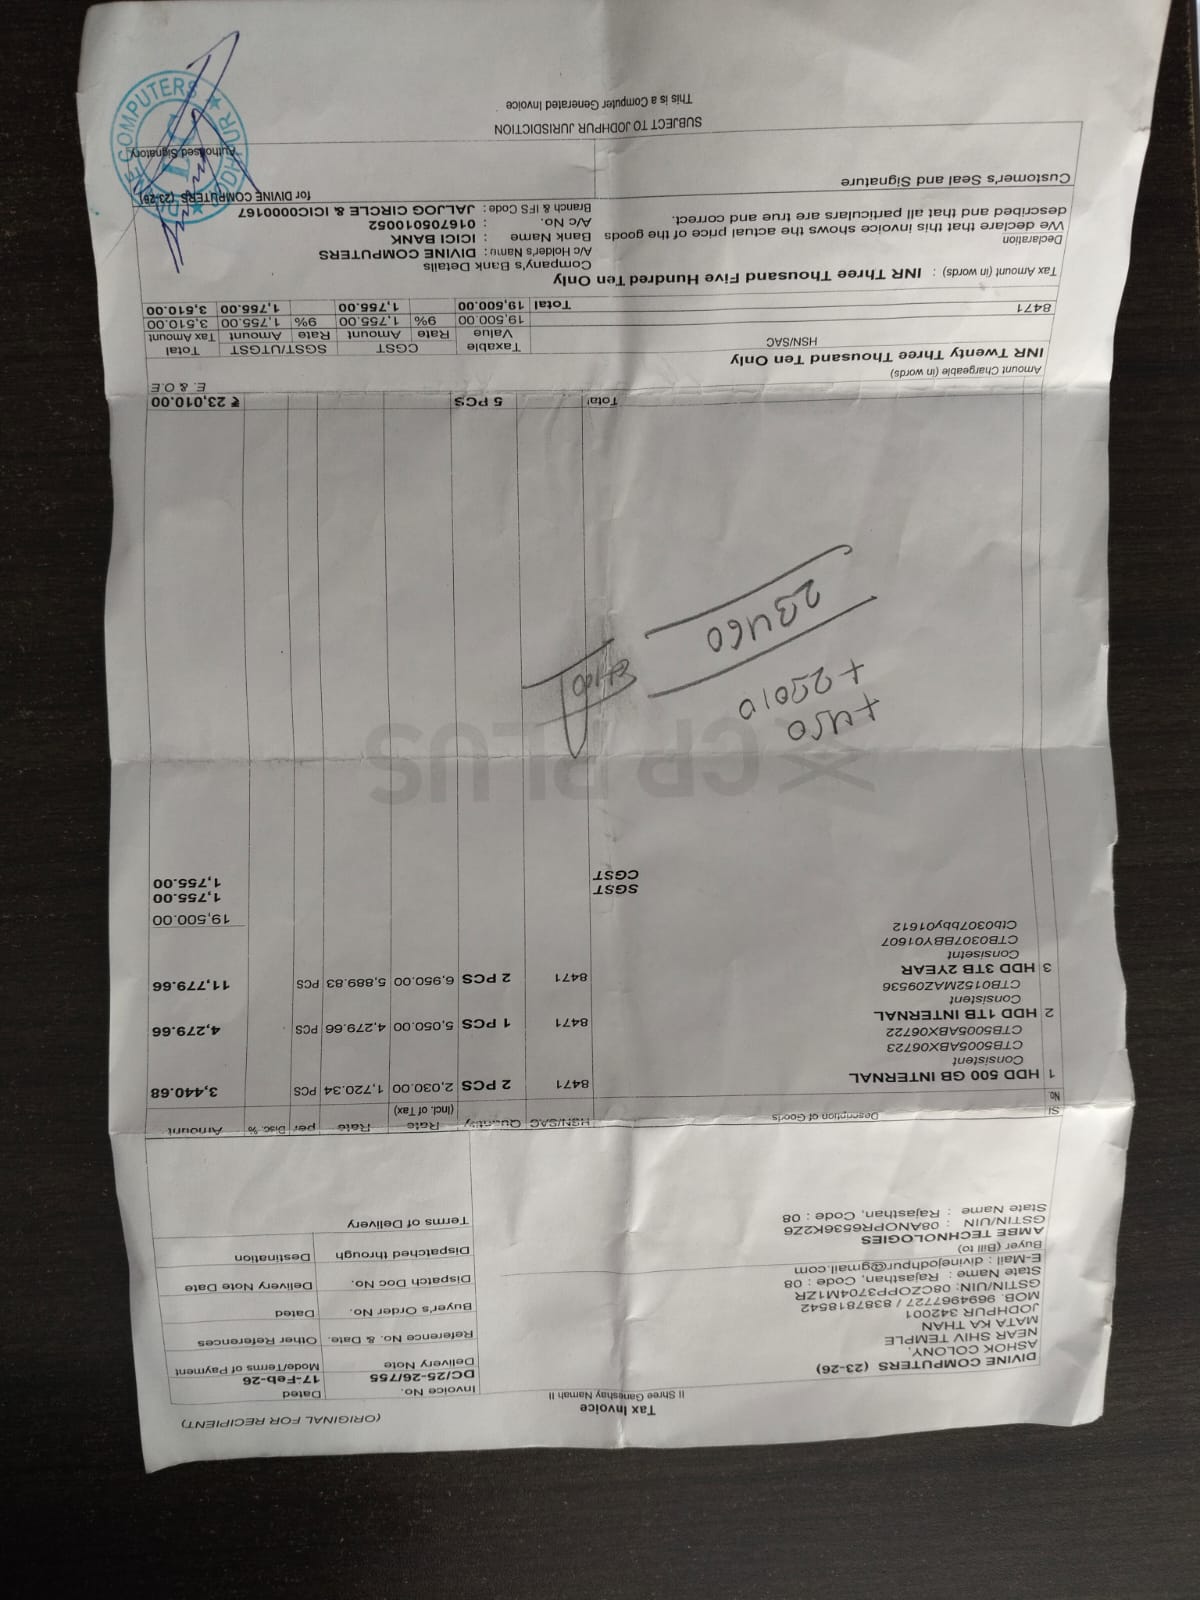 Tax Invoice
(ORIGINAL FOR RECIPIENT)
II Shree Ganeshay Namah II
DIVINE COMPUTERS (23-26)
ASHOK COLONY,
NEAR SHIV TEMPLE
MATA KA THAN
JODHPUR 342001
MOB. 9694967727 / 8387818542
GSTIN/UIN: 08CZOPP3704M1ZR
State Name : Rajasthan, Code : 08
E-Mail : divinejodhpur@gmail.com
Buyer (Bill to)
AMBE TECHNOLOGIES
GSTIN/UIN : 08ANOPR6536K2Z6
State Name : Rajasthan, Code : 08
Invoice No. Dated
DC/25-26/755 17-Feb-26
Delivery Note Mode/Terms of Payment
Reference No. & Date. Other References
Buyer's Order No. Dated
Dispatch Doc No. Delivery Note Date
Dispatched through Destination
Terms of Delivery
Sl No. Description of Goods HSN/SAC Quantity Rate (Incl. of Tax) Rate per Disc. % Amount
1 HDD 500 GB INTERNAL 8471 2 PCS 2,030.00 1,720.34 PCS 3,440.68
Consistent
CTB5005ABX06723
CTB5005ABX06722
2 HDD 1TB INTERNAL 8471 1 PCS 5,050.00 4,279.66 PCS 4,279.66
Consistent
CTB0152MAZ09536
3 HDD 3TB 2YEAR 8471 2 PCS 6,950.00 5,889.83 PCS 11,779.66
Consisetnt
CTB0307BBY01607
Ctb0307bby01612
19,500.00
SGST 1,755.00
CGST 1,755.00
CP PLUS
+450
+23010
23460
Total 5 PCS ₹ 23,010.00
E. & O.E
Amount Chargeable (in words)
INR Twenty Three Thousand Ten Only
HSN/SAC Taxable Value CGST Rate Amount SGST/UTGST Rate Amount Total Tax Amount
8471 19,500.00 9% 1,755.00 9% 1,755.00 3,510.00
Total 19,500.00 1,755.00 1,755.00 3,510.00
Tax Amount (in words) : INR Three Thousand Five Hundred Ten Only
Company's Bank Details
A/c Holder's Name : DIVINE COMPUTERS
Bank Name : ICICI BANK
A/c No. : 016705010052
Branch & IFS Code : JALJOG CIRCLE & ICIC0000167
Declaration
We declare that this invoice shows the actual price of the goods
described and that all particulars are true and correct.
Customer's Seal and Signature
for DIVINE COMPUTERS (23-26)
Authorised Signatory
SUBJECT TO JODHPUR JURISDICTION
This is a Computer Generated Invoice